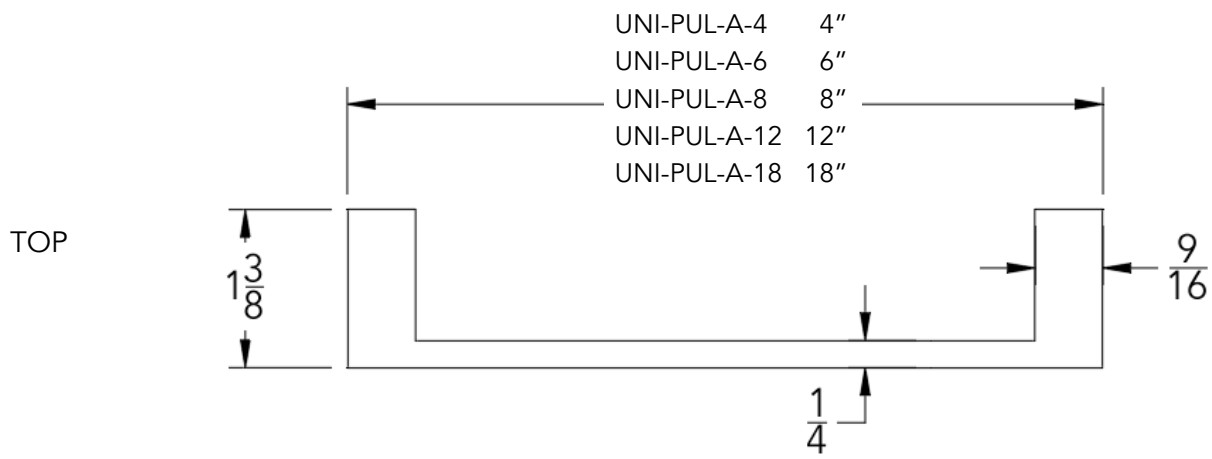 UNI-PUL-A-4 4”
UNI-PUL-A-6 6”
UNI-PUL-A-8 8”
UNI-PUL-A-12 12”
UNI-PUL-A-18 18”
TOP
1 3/8
9/16
1/4